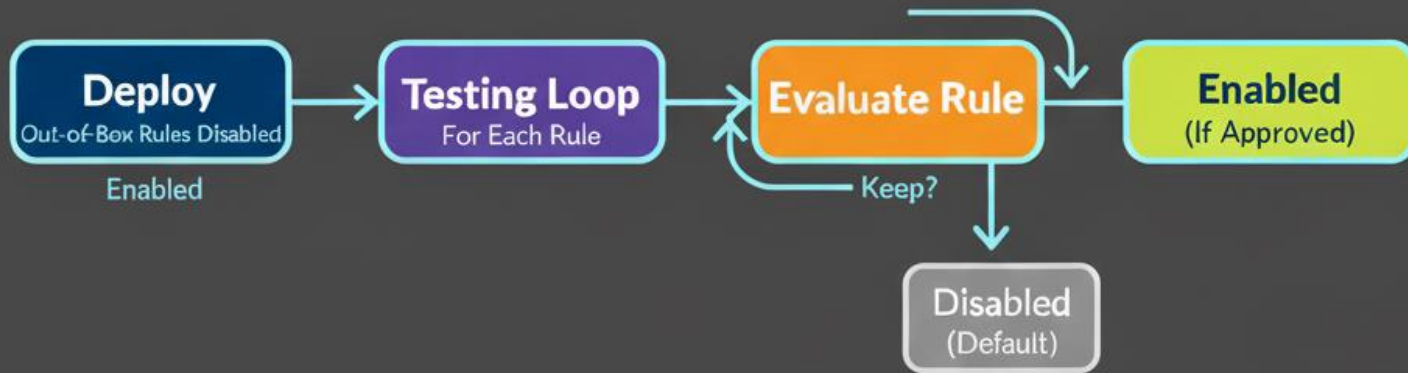 Deploy
Out-of-Box Rules Disabled
Enabled
Testing Loop
For Each Rule
Evaluate Rule
Keep?
Enabled
(If Approved)
Disabled
(Default)